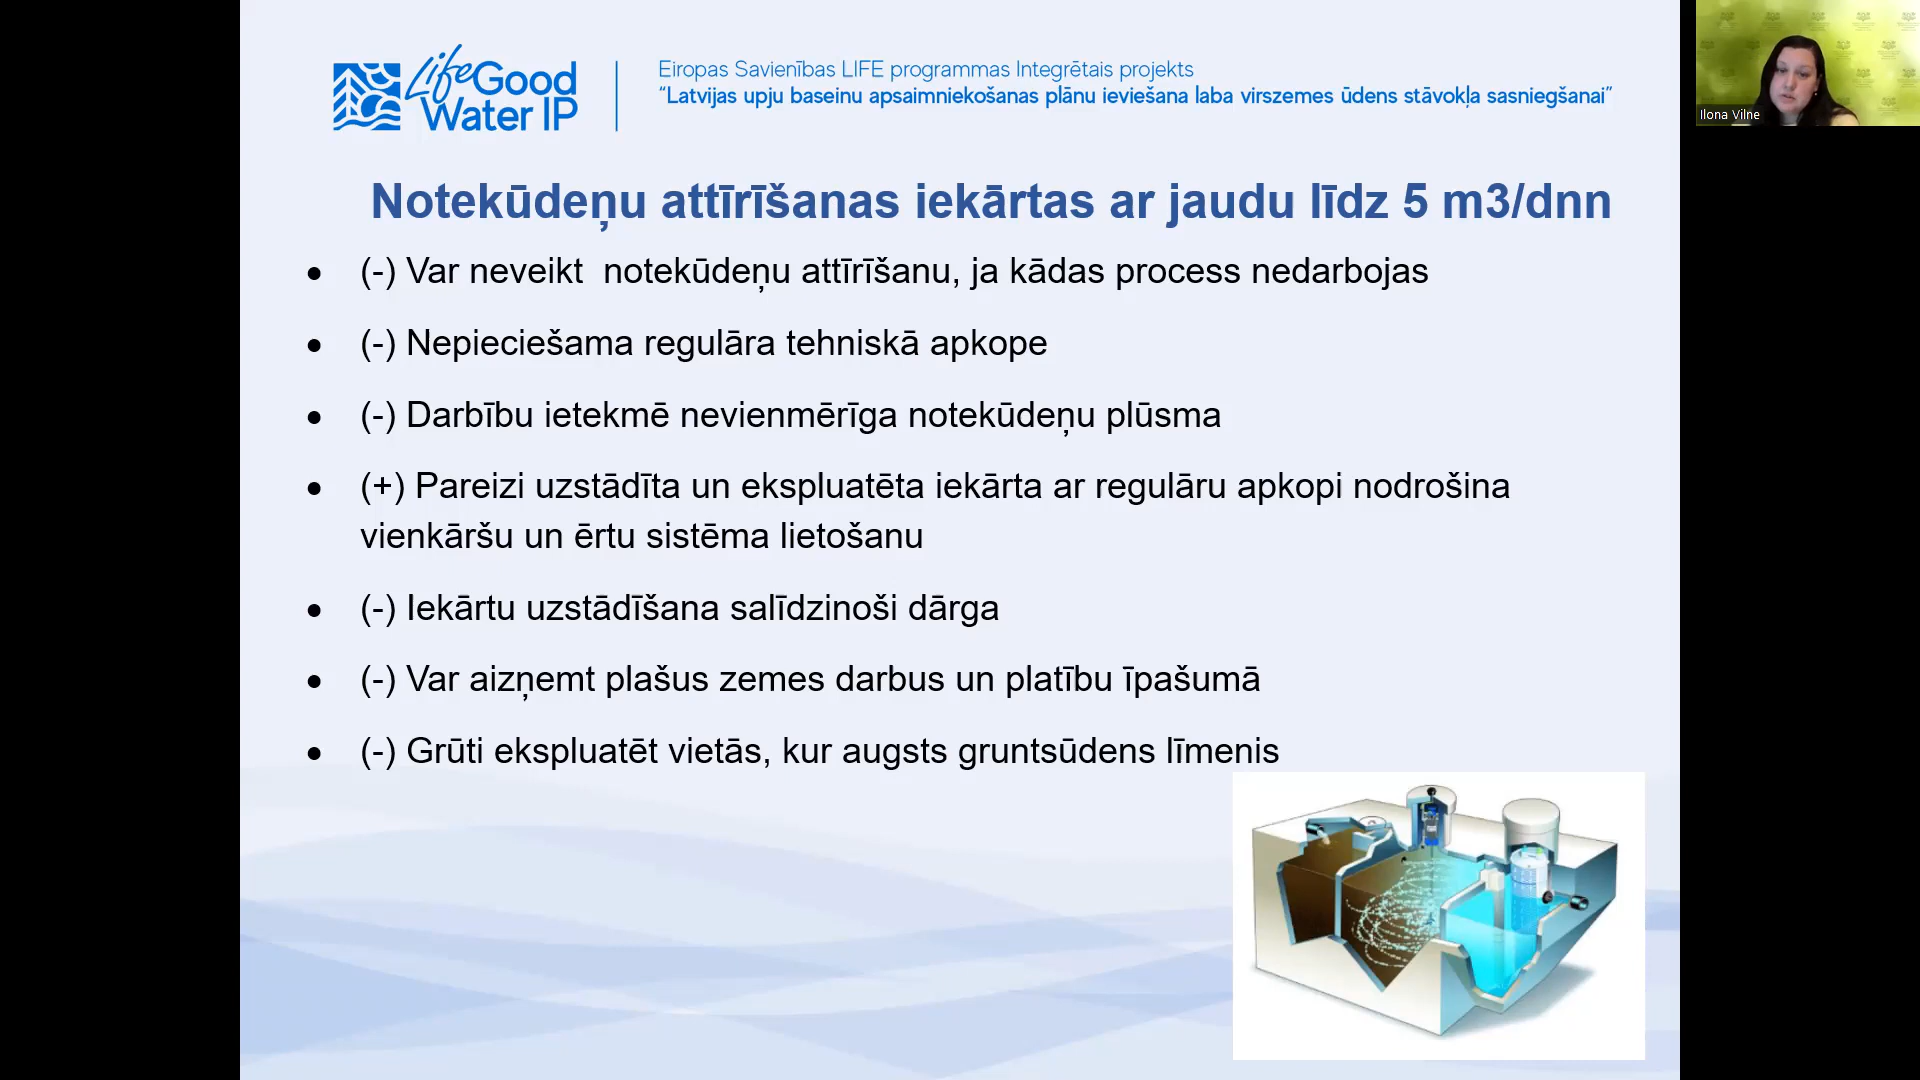 Life Good
Water IP
Eiropas Savienības LIFE programmas Integrētais projekts
“Latvijas upju baseinu apsaimniekošanas plānu ieviešana laba virszemes ūdens stāvokļa sasniegšanai”
Ilona Vilne
Notekūdeņu attīrīšanas iekārtas ar jaudu līdz 5 m3/dnn
• (-) Var neveikt notekūdeņu attīrīšanu, ja kādas process nedarbojas
• (-) Nepieciešama regulāra tehniskā apkope
• (-) Darbību ietekmē nevienmērīga notekūdeņu plūsma
• (+) Pareizi uzstādīta un ekspluatēta iekārta ar regulāru apkopi nodrošina
vienkāršu un ērtu sistēma lietošanu
• (-) Iekārtu uzstādīšana salīdzinoši dārga
• (-) Var aizņemt plašus zemes darbus un platību īpašumā
• (-) Grūti ekspluatēt vietās, kur augsts gruntsūdens līmenis